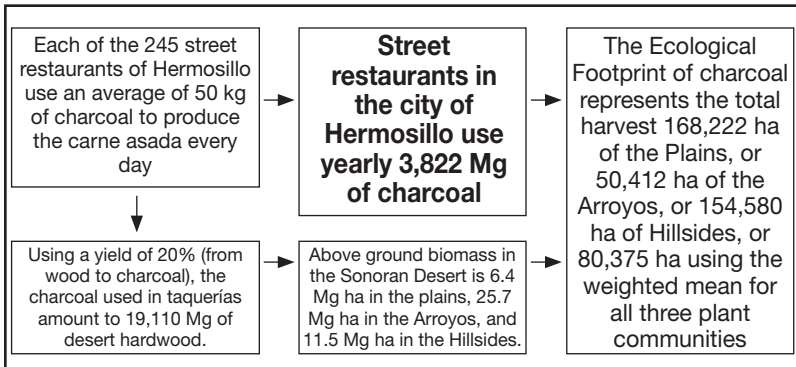 Each of the 245 street
restaurants of Hermosillo
use an average of 50 kg
of charcoal to produce
the carne asada every
day
Street
restaurants in
the city of
Hermosillo use
yearly 3,822 Mg
of charcoal
The Ecological
Footprint of charcoal
represents the total
harvest 168,222 ha
of the Plains, or
50,412 ha of the
Arroyos, or 154,580
ha of Hillsides, or
80,375 ha using the
weighted mean for
all three plant
communities
Using a yield of 20% (from
wood to charcoal), the
charcoal used in taquerías
amount to 19,110 Mg of
desert hardwood.
Above ground biomass in
the Sonoran Desert is 6.4
Mg ha in the plains, 25.7
Mg ha in the Arroyos, and
11.5 Mg ha in the Hillsides.